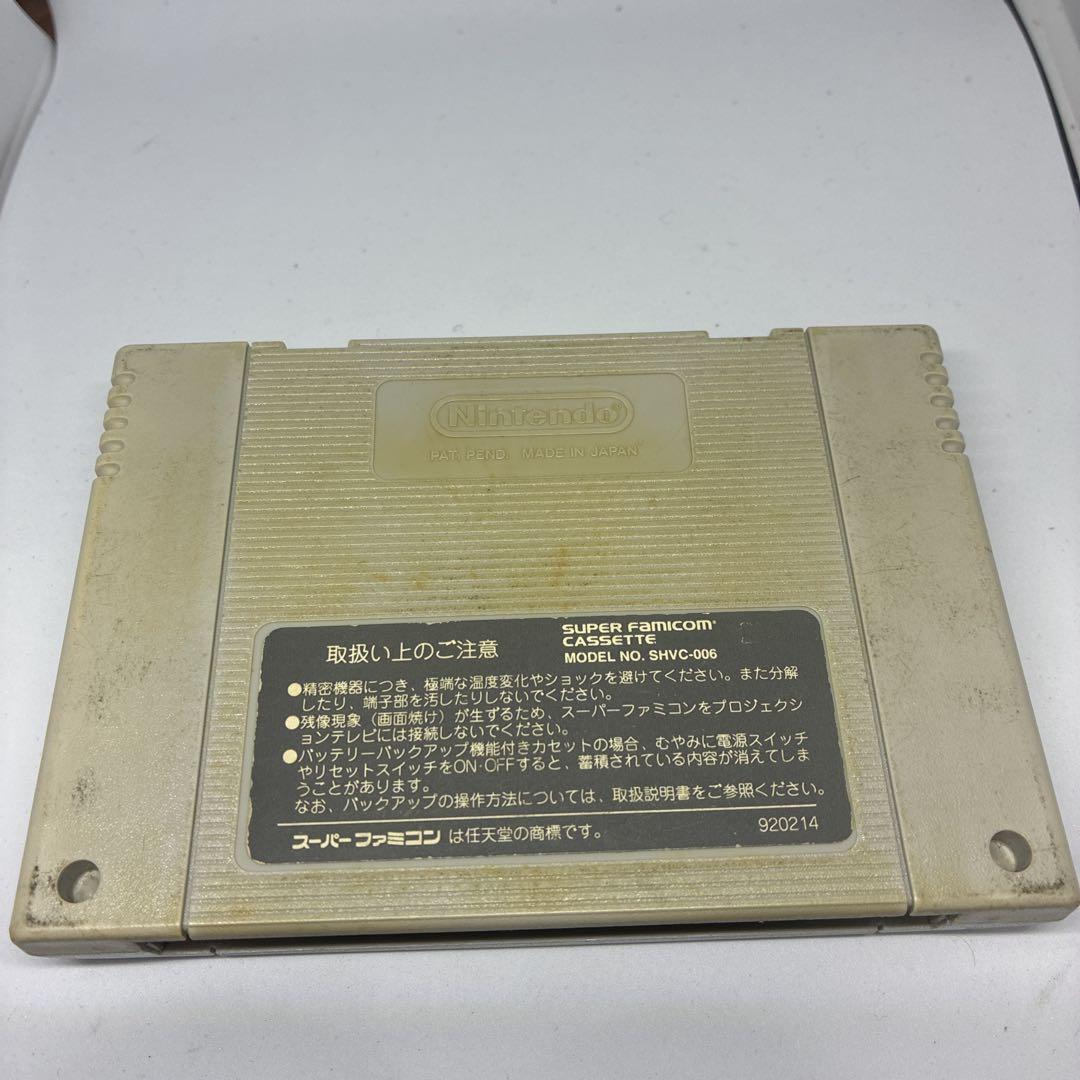 Nintendo®
PAT. PEND. MADE IN JAPAN
取扱い上のご注意
SUPER FAMICOM®
CASSETTE
MODEL NO. SHVC-006
●精密機器につき、極端な温度変化やショックを避けてください。また分解
したり、端子部を汚したりしないでください。
●残像現象（画面焼け）が生ずるため、スーパーファミコンをプロジェクシ
ョンテレビには接続しないでください。
●バッテリーバックアップ機能付きカセットの場合、むやみに電源スイッチ
やリセットスイッチをON·OFFすると、蓄積されている内容が消えてしま
うことがあります。
なお、バックアップの操作方法については、取扱説明書をご参照ください。
スーパーファミコン は任天堂の商標です。
920214